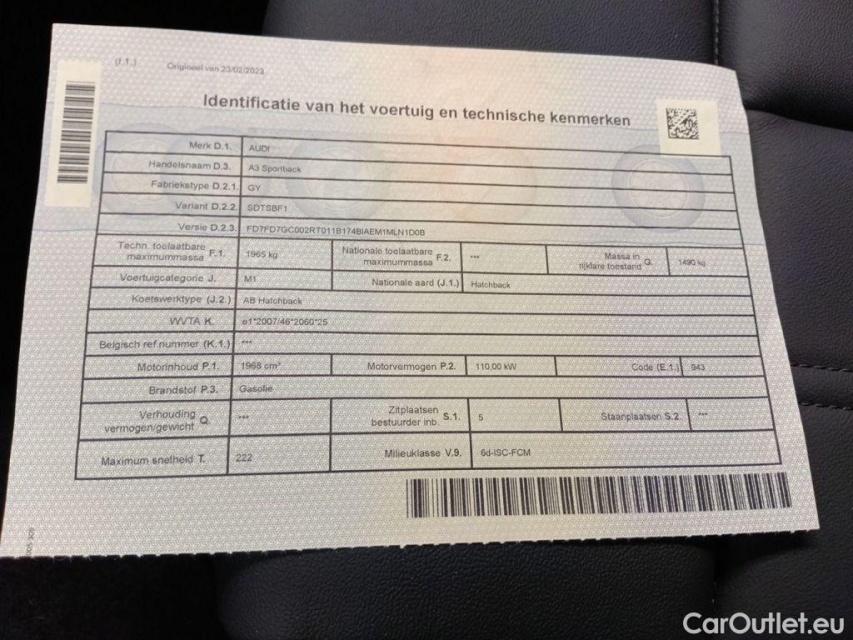 (J.1.) Origineel van 23/02/2023
Identificatie van het voertuig en technische kenmerken
Merk D.1. AUDI
Handelsnaam D.3. A3 Sportback
Fabriekstype D.2.1. GY
Variant D.2.2. SDTSBF1
Versie D.2.3. FD7FD7GC002RT011B174BIAEM1MLN1D0B
Techn. toelaatbare maximummassa F.1. 1965 kg Nationale toelaatbare maximummassa F.2. *** Massa in rijklare toestand G. 1490 kg
Voertuigcategorie J. M1 Nationale aard (J.1.) Hatchback
Koetswerktype (J.2.) AB Hatchback
WVTA K. e1*2007/46*2060*25
Belgisch ref.nummer (K.1.) ***
Motorinhoud P.1. 1968 cm³ Motorvermogen P.2. 110,00 kW Code (E.1.) 943
Brandstof P.3. Gasolie
Verhouding vermogen/gewicht Q. *** Zitplaatsen bestuurder inb. S.1. 5 Staanplaatsen S.2. ***
Maximum snelheid T. 222 Milieuklasse V.9. 6d-ISC-FCM
CarOutlet.eu